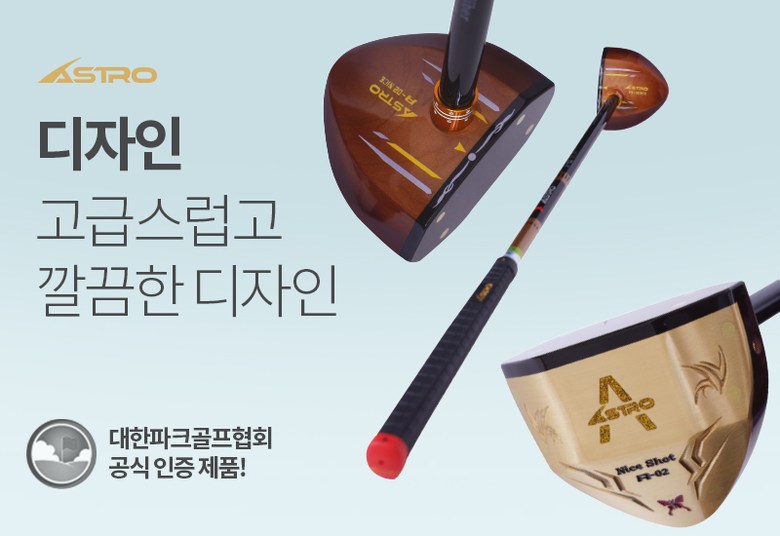 ASTRO
디자인
고급스럽고
깔끔한 디자인
대한파크골프협회
공식 인증 제품!
ASTRO
ASTRO
Nice Shot